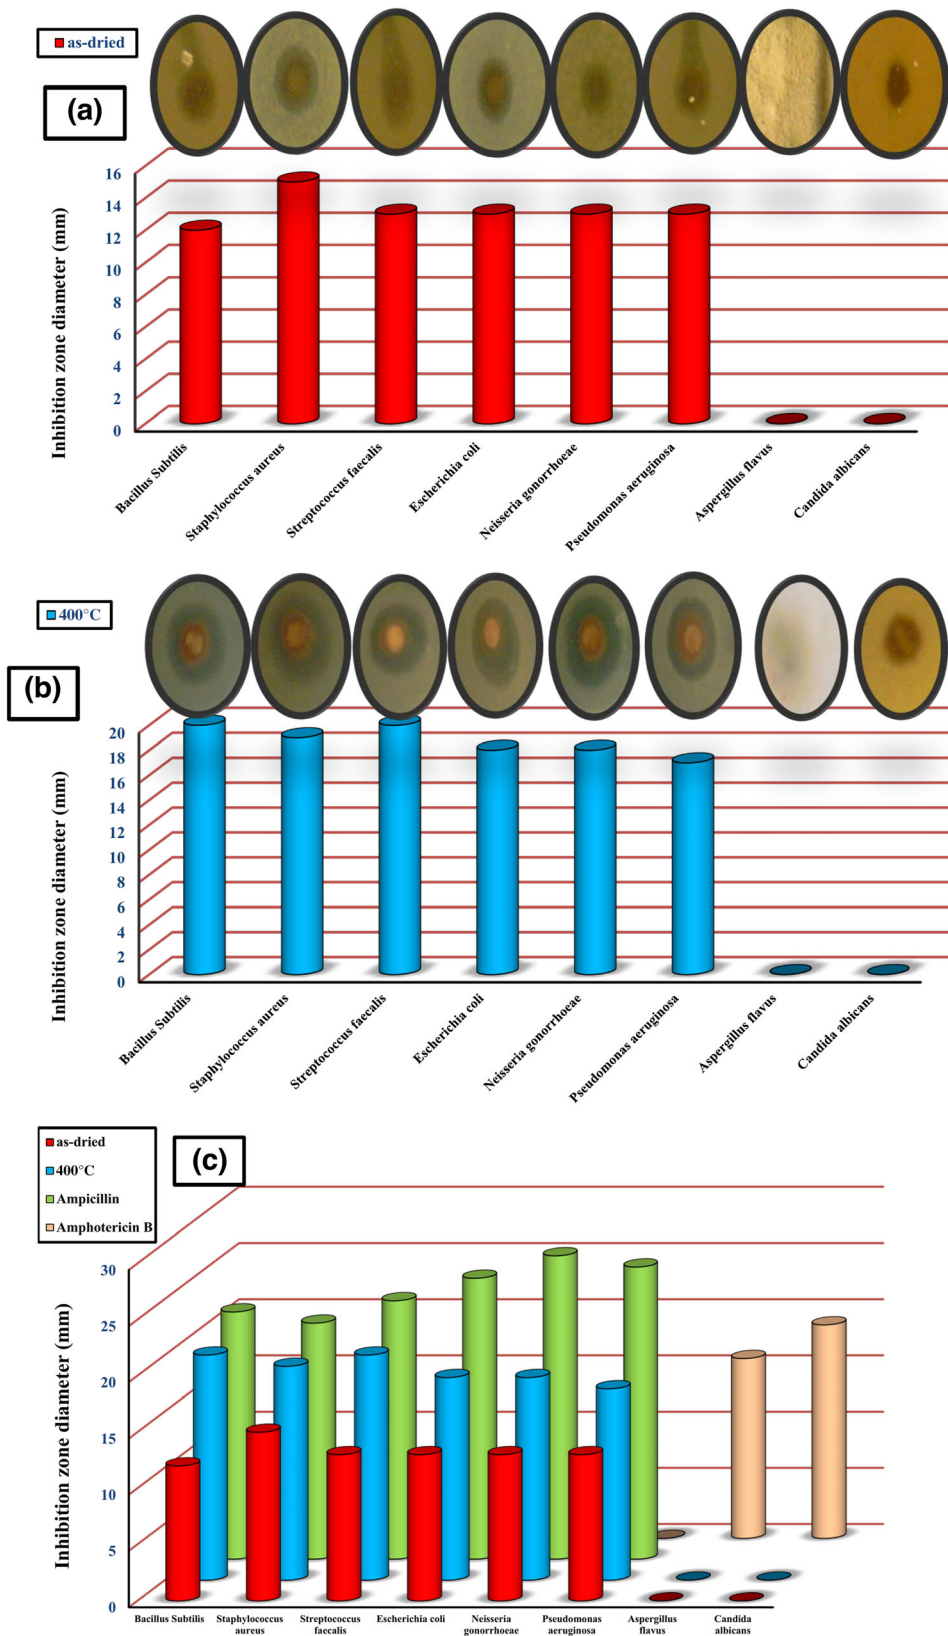 as-dried
(a)
16
14
12
10
8
6
4
2
0
Inhibition zone diameter (mm)
Bacillus Subtilis
Staphylococcus aureus
Streptococcus faecalis
Escherichia coli
Neisseria gonorrhoeae
Pseudomonas aeruginosa
Aspergillus flavus
Candida albicans
400°C
(b)
20
18
16
14
12
10
8
6
4
2
0
Inhibition zone diameter (mm)
Bacillus Subtilis
Staphylococcus aureus
Streptococcus faecalis
Escherichia coli
Neisseria gonorrhoeae
Pseudomonas aeruginosa
Aspergillus flavus
Candida albicans
as-dried
400°C
Ampicillin
Amphotericin B
(c)
30
25
20
15
10
5
0
Inhibition zone diameter (mm)
Bacillus Subtilis
Staphylococcus
aureus
Streptococcus
faecalis
Escherichia coli
Neisseria
gonorrhoeae
Pseudomonas
aeruginosa
Aspergillus
flavus
Candida
albicans